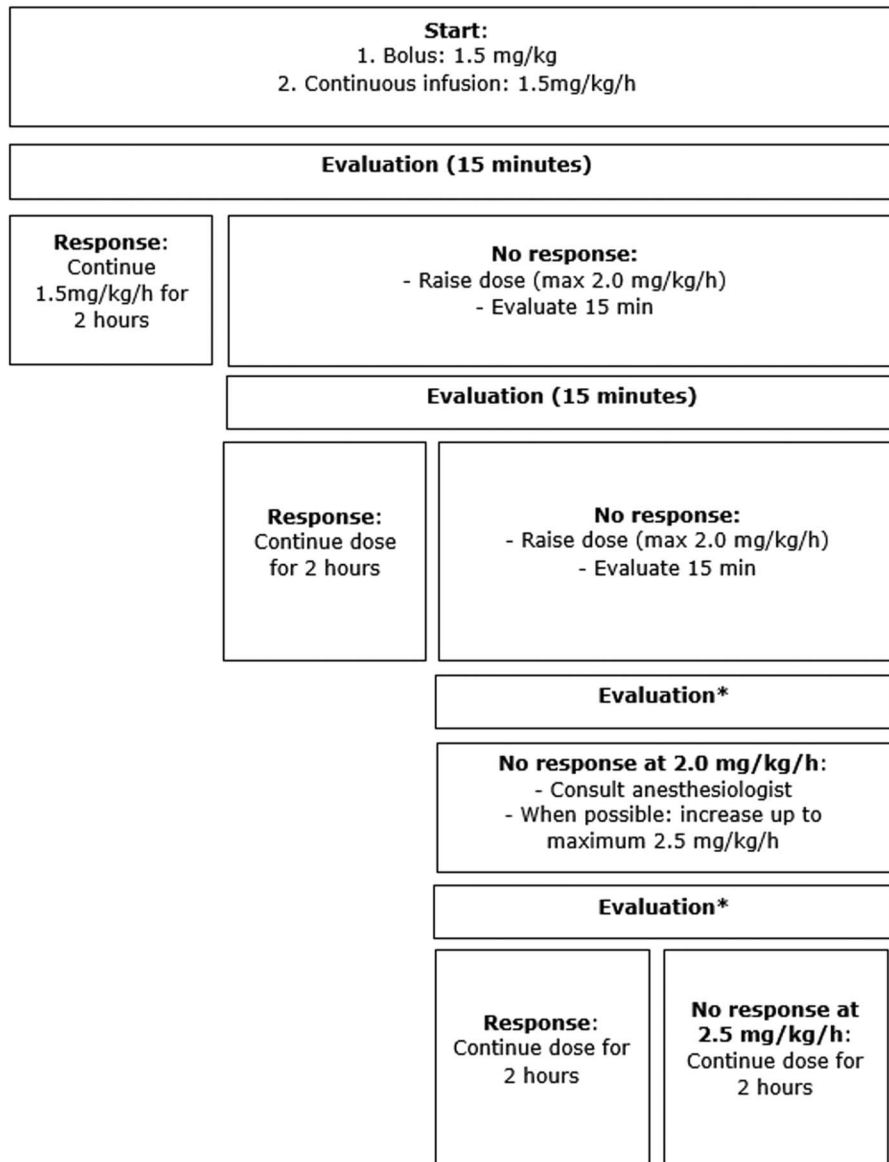 Start:
1. Bolus: 1.5 mg/kg
2. Continuous infusion: 1.5mg/kg/h
Evaluation (15 minutes)
Response:
Continue
1.5mg/kg/h for
2 hours
No response:
- Raise dose (max 2.0 mg/kg/h)
- Evaluate 15 min
Evaluation (15 minutes)
Response:
Continue dose
for 2 hours
No response:
- Raise dose (max 2.0 mg/kg/h)
- Evaluate 15 min
Evaluation*
No response at 2.0 mg/kg/h:
- Consult anesthesiologist
- When possible: increase up to
maximum 2.5 mg/kg/h
Evaluation*
Response:
Continue dose for
2 hours
No response at
2.5 mg/kg/h:
Continue dose for
2 hours